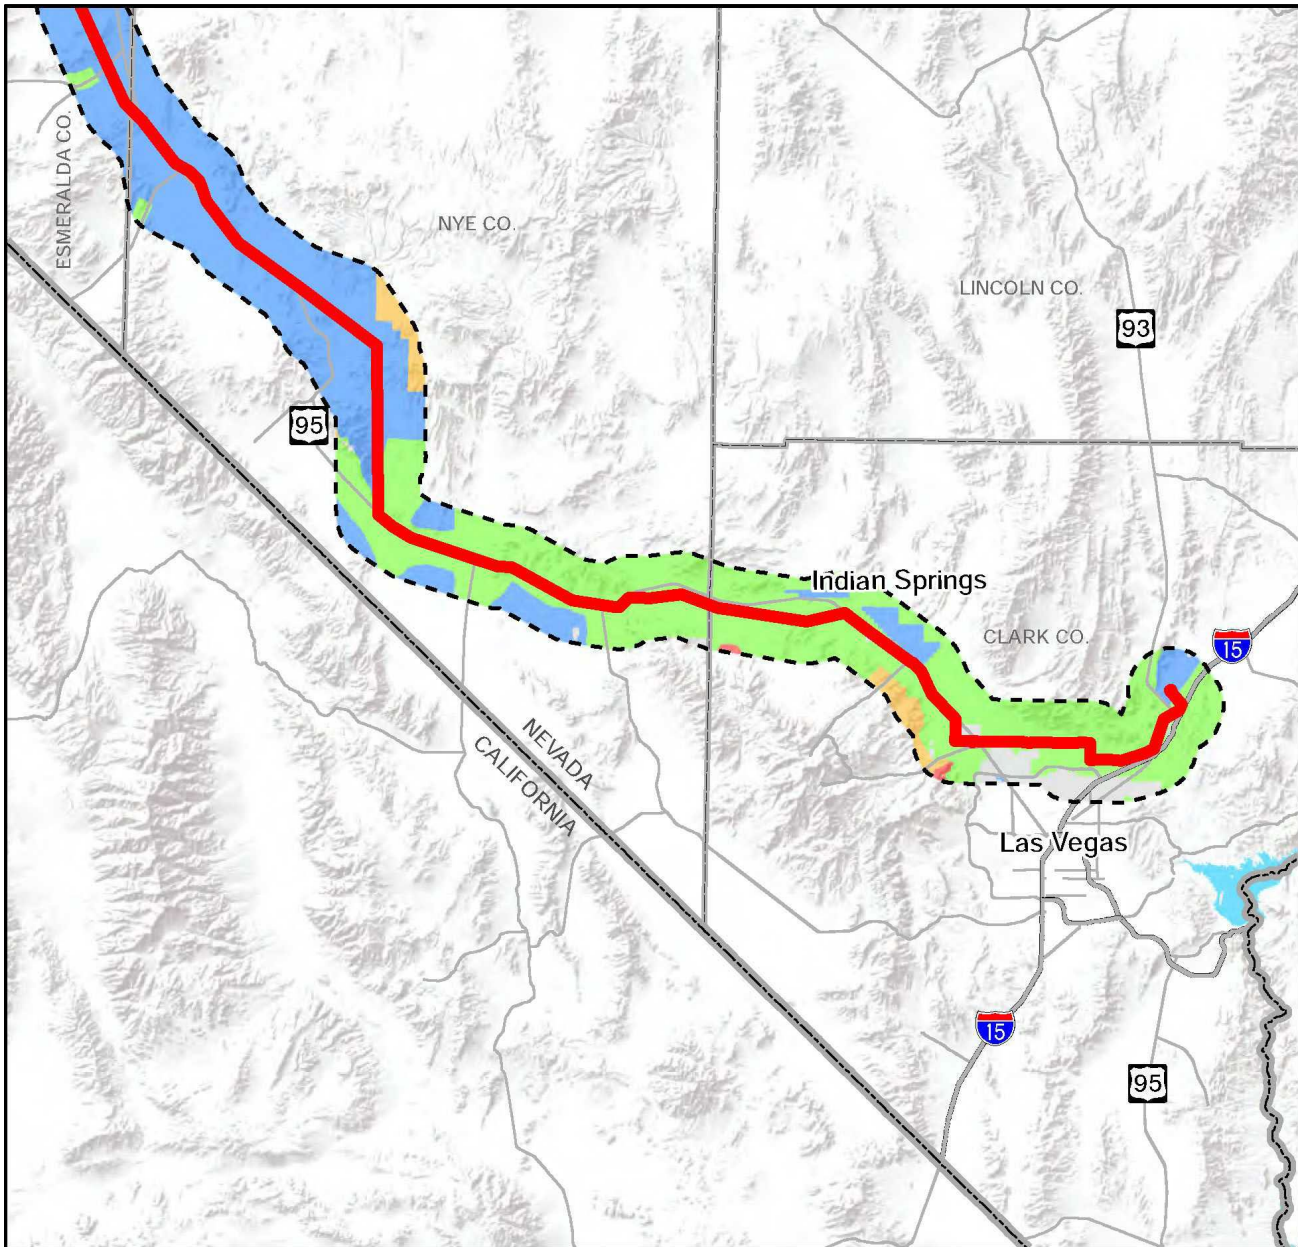 ESMERALDA CO.
NYE CO.
LINCOLN CO.
93
95
Indian Springs
CLARK CO.
15
NEVADA
CALIFORNIA
Las Vegas
15
95